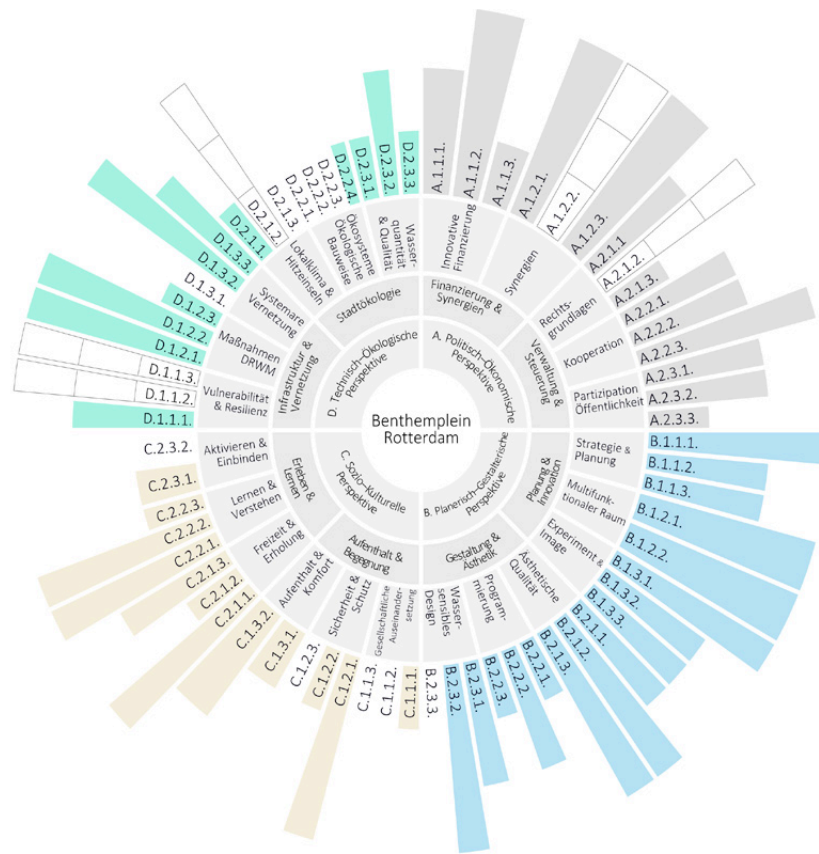 Benthemplein
Rotterdam
A. Politisch-Ökonomische
Perspektive
B. Planerisch-Gestalterische
Perspektive
C. Sozio-Kulturelle
Perspektive
D. Technisch-Ökologische
Perspektive
Finanzierung &
Synergien
Verwaltung &
Steuerung
Planung &
Innovation
Gestaltung &
Ästhetik
Aufenthalt &
Begegnung
Erleben &
Lernen
Infrastruktur &
Vernetzung
Stadtökologie
Innovative
Finanzierung
Synergien
Rechts-
grundlagen
Kooperation
Partizipation
Öffentlichkeit
Strategie &
Planung
Multifunk-
tionaler Raum
Experiment &
Image
Ästhetische
Qualität
Program-
mierung
Wasser-
sensibles
Design
Gesellschaftliche
Auseinander-
setzung
Sicherheit &
Schutz
Aufenthalt &
Komfort
Freizeit &
Erholung
Lernen &
Verstehen
Aktivieren &
Einbinden
Vulnerabilität
& Resilienz
Maßnahmen
DRWM
Systemare
Vernetzung
Lokalklima &
Hitzeinseln
Ökosysteme
Ökologische
Bauweise
Wasser-
quantität
& Qualität
A.1.1.1.
A.1.1.2.
A.1.1.3.
A.1.2.1.
A.1.2.2.
A.1.2.3.
A.2.1.1
A.2.1.2.
A.2.1.3.
A.2.2.1.
A.2.2.2.
A.2.2.3.
A.2.3.1.
A.2.3.2.
A.2.3.3.
B.1.1.1.
B.1.1.2.
B.1.1.3.
B.1.2.1.
B.1.2.2.
B.1.3.1.
B.1.3.2.
B.1.3.3.
B.2.1.1.
B.2.1.2.
B.2.1.3.
B.2.2.1.
B.2.2.2.
B.2.2.3.
B.2.3.1.
B.2.3.2.
B.2.3.3.
C.1.1.1.
C.1.1.2.
C.1.1.3.
C.1.2.1.
C.1.2.2.
C.1.2.3.
C.1.3.1.
C.1.3.2.
C.2.1.1.
C.2.1.2.
C.2.1.3.
C.2.2.1.
C.2.2.2.
C.2.2.3.
C.2.3.1.
C.2.3.2.
D.1.1.1.
D.1.1.2.
D.1.1.3.
D.1.2.1.
D.1.2.2.
D.1.2.3
D.1.3.1.
D.1.3.2.
D.1.3.3.
D.2.1.1.
D.2.1.2.
D.2.1.3.
D.2.2.1.
D.2.2.2.
D.2.2.3.
D.2.2.4.
D.2.3.1.
D.2.3.2.
D.2.3.3.